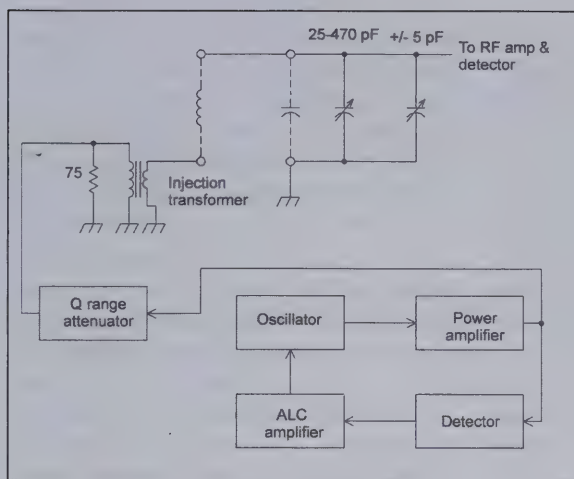 25-470 pF
+/- 5 pF
To RF amp &
detector
75
Injection
transformer
Q range
attenuator
Oscillator
Power
amplifier
ALC
amplifier
Detector